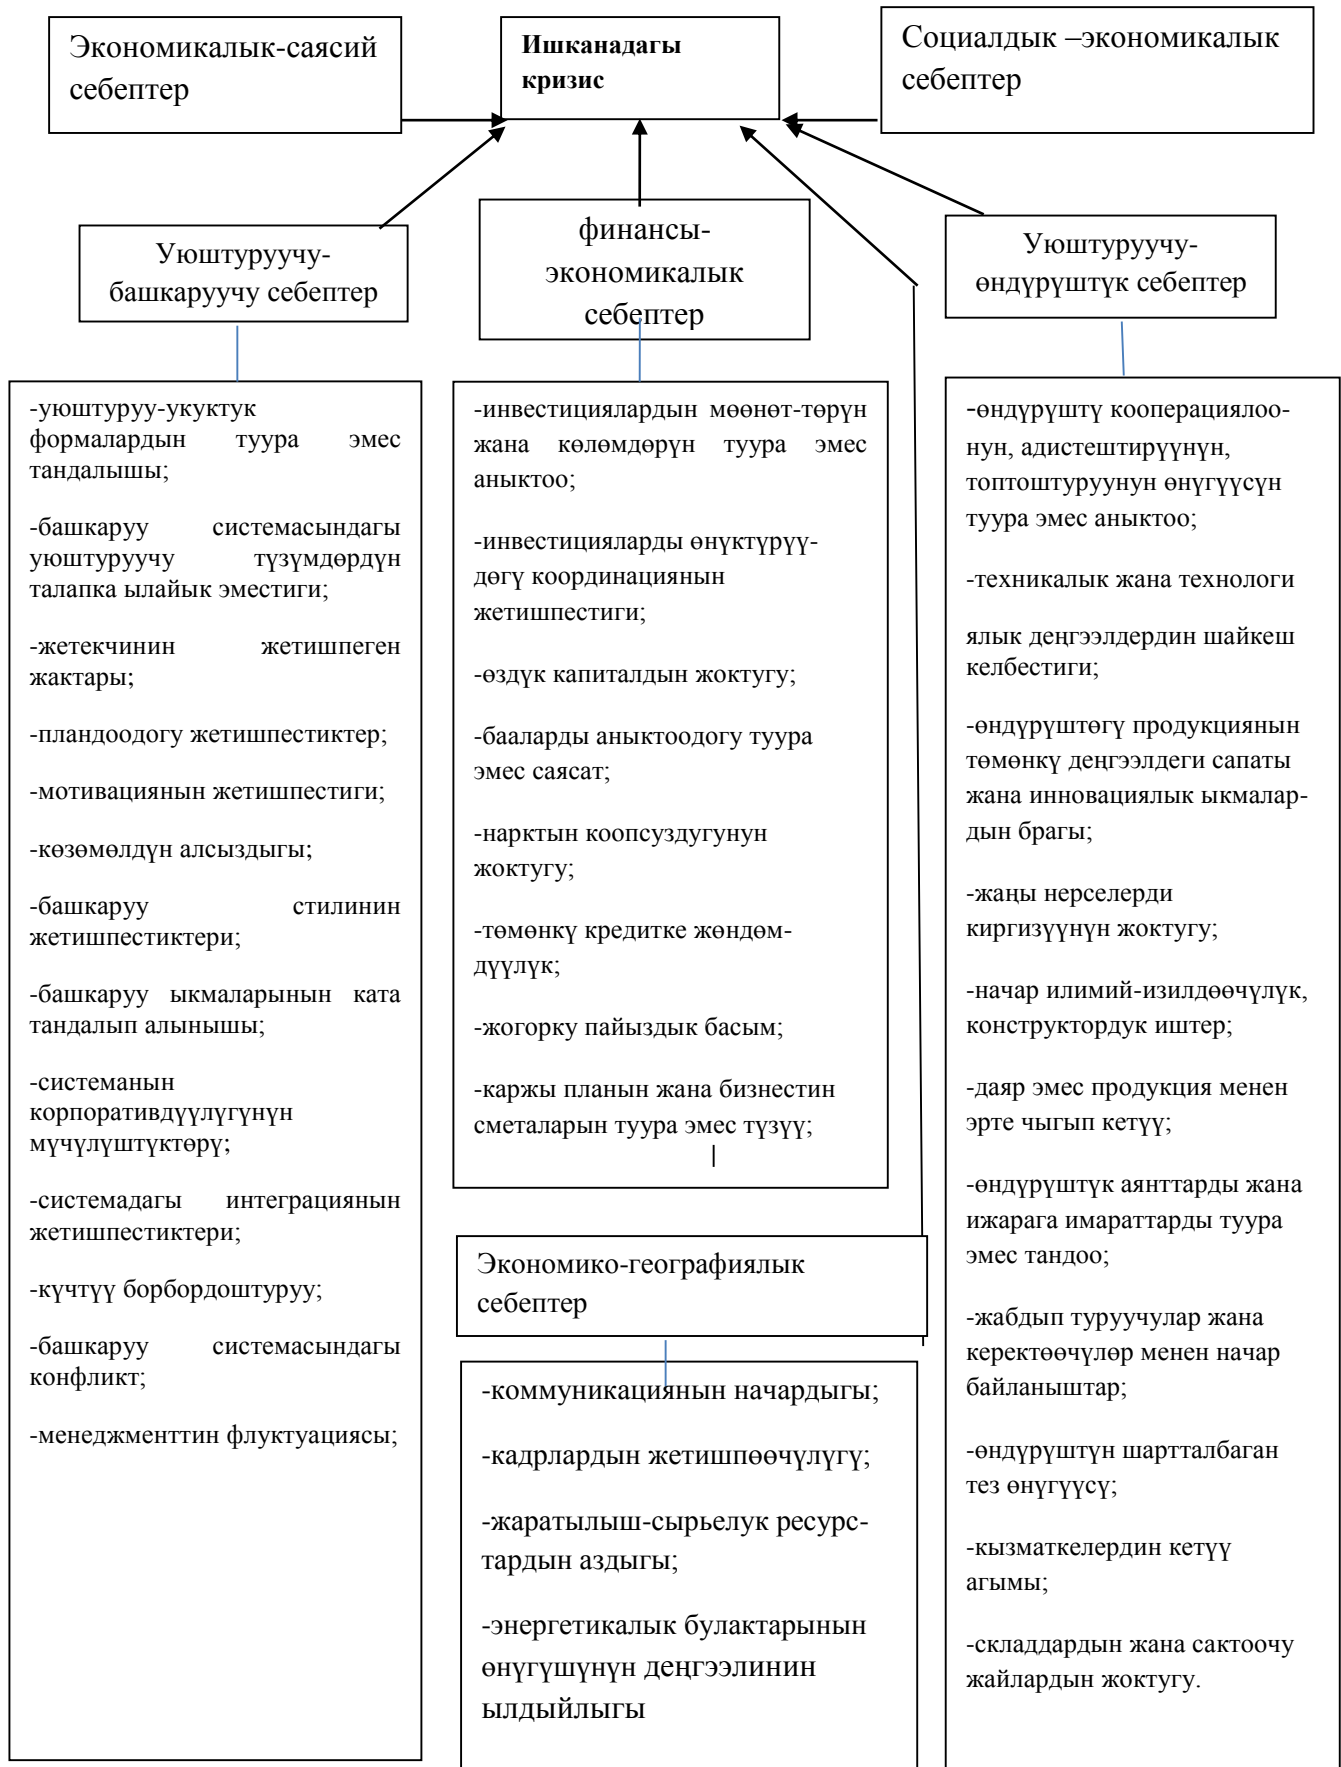 Экономикалык-саясий
себептер
Ишканадагы
кризис
Социалдык –экономикалык
себептер
Уюштуруучу-
башкаруучу себептер
финансы-
экономикалык
себептер
Уюштуруучу-
өндүрүштүк себептер
-уюштуруу-укуктук
формалардын туура эмес
тандалышы;
-башкаруу системасындагы
уюштуруучу түзүмдөрдүн
талапка ылайык эместиги;
-жетекчинин жетишпеген
жактары;
-пландоодогу жетишпестиктер;
-мотивациянын жетишпестиги;
-көзөмөлдүн алсыздыгы;
-башкаруу стилинин
жетишпестиктери;
-башкаруу ыкмаларынын ката
тандалып алынышы;
-системанын
корпоративдүүлүгүнүн
мүчүлүштүктөрү;
-системадагы интеграциянын
жетишпестиктери;
-күчтүү борбордоштуруу;
-башкаруу системасындагы
конфликт;
-менеджменттин флуктуациясы;
-инвестициялардын мөөнөт-төрүн
жана көлөмдөрүн туура эмес
аныктоо;
-инвестицияларды өнүктүрүү-
дөгү координациянын
жетишпестиги;
-өздүк капиталдын жоктугу;
-бааларды аныктоодогу туура
эмес саясат;
-нарктын коопсуздугунун
жоктугу;
-төмөнкү кредитке жөндөм-
дүүлүк;
-жогорку пайыздык басым;
-каржы планын жана бизнестин
сметаларын туура эмес түзүү;
Экономико-географиялык
себептер
-коммуникациянын начардыгы;
-кадрлардын жетишпөөчүлүгү;
-жаратылыш-сырьелук ресурс-
тардын аздыгы;
-энергетикалык булактарынын
өнүгүшүнүн деңгээлинин
ылдыйлыгы
-өндүрүштү кооперациялоо-
нун, адистештирүүнүн,
топтоштуруунун өнүгүүсүн
туура эмес аныктоо;
-техникалык жана технологи
ялык деңгээлдердин шайкеш
келбестиги;
-өндүрүштөгү продукциянын
төмөнкү деңгээлдеги сапаты
жана инновациялык ыкмалар-
дын брагы;
-жаңы нерселерди
киргизүүнүн жоктугу;
-начар илимий-изилдөөчүлүк,
конструктордук иштер;
-даяр эмес продукция менен
эрте чыгып кетүү;
-өндүрүштүк аянттарды жана
ижарага имараттарды туура
эмес тандоо;
-жабдып туруучулар жана
керектөөчүлөр менен начар
байланыштар;
-өндүрүштүн шартталбаган
тез өнүгүүсү;
-кызматкелердин кетүү
агымы;
-складдардын жана сактоочу
жайлардын жоктугу.